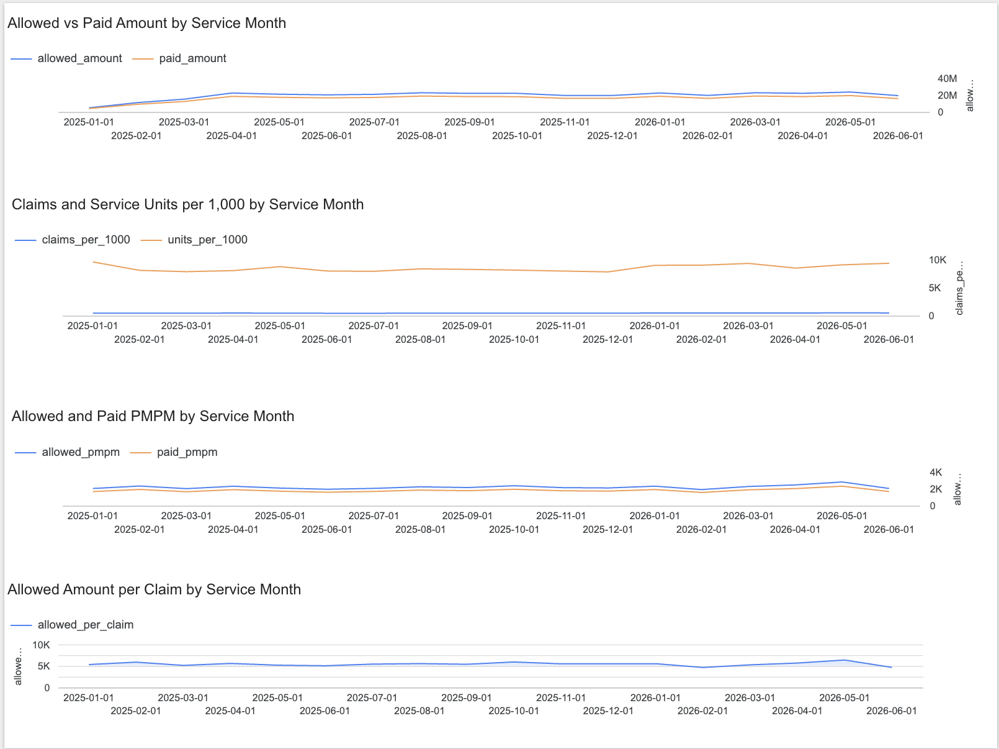 Allowed vs Paid Amount by Service Month
allowed_amount paid_amount
40M
20M
0
allow...
2025-01-01 2025-03-01 2025-05-01 2025-07-01 2025-09-01 2025-11-01 2026-01-01 2026-03-01 2026-05-01
2025-02-01 2025-04-01 2025-06-01 2025-08-01 2025-10-01 2025-12-01 2026-02-01 2026-04-01 2026-06-01
Claims and Service Units per 1,000 by Service Month
claims_per_1000 units_per_1000
10K
5K
0
claims_pe...
2025-01-01 2025-03-01 2025-05-01 2025-07-01 2025-09-01 2025-11-01 2026-01-01 2026-03-01 2026-05-01
2025-02-01 2025-04-01 2025-06-01 2025-08-01 2025-10-01 2025-12-01 2026-02-01 2026-04-01 2026-06-01
Allowed and Paid PMPM by Service Month
allowed_pmpm paid_pmpm
4K
2K
0
allow...
2025-01-01 2025-03-01 2025-05-01 2025-07-01 2025-09-01 2025-11-01 2026-01-01 2026-03-01 2026-05-01
2025-02-01 2025-04-01 2025-06-01 2025-08-01 2025-10-01 2025-12-01 2026-02-01 2026-04-01 2026-06-01
Allowed Amount per Claim by Service Month
allowed_per_claim
allowe...
10K
5K
0
2025-01-01 2025-03-01 2025-05-01 2025-07-01 2025-09-01 2025-11-01 2026-01-01 2026-03-01 2026-05-01
2025-02-01 2025-04-01 2025-06-01 2025-08-01 2025-10-01 2025-12-01 2026-02-01 2026-04-01 2026-06-01